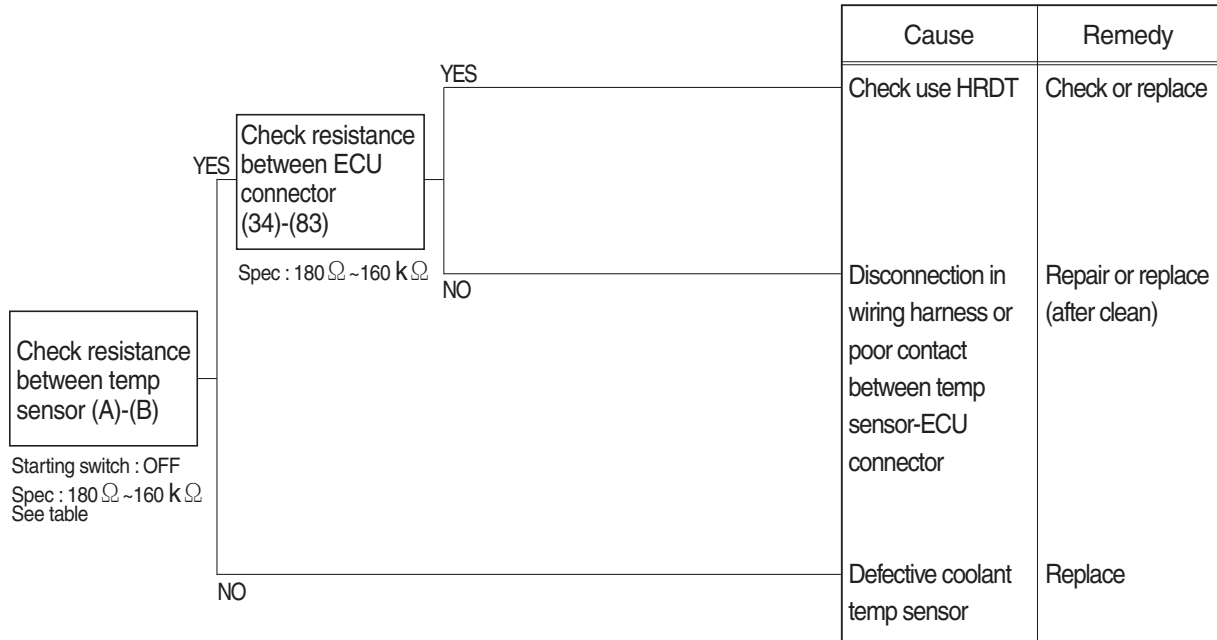 Cause
Remedy
YES
Check use HRDT
Check or replace
Check resistance
YES
between ECU
connector
(34)-(83)
Spec : 180 Ω ~160 kΩ
NO
Disconnection in
wiring harness or
poor contact
between temp
sensor-ECU
connector
Repair or replace
(after clean)
Check resistance
between temp
sensor (A)-(B)
Starting switch : OFF
Spec : 180 Ω ~160 kΩ
See table
NO
Defective coolant
temp sensor
Replace